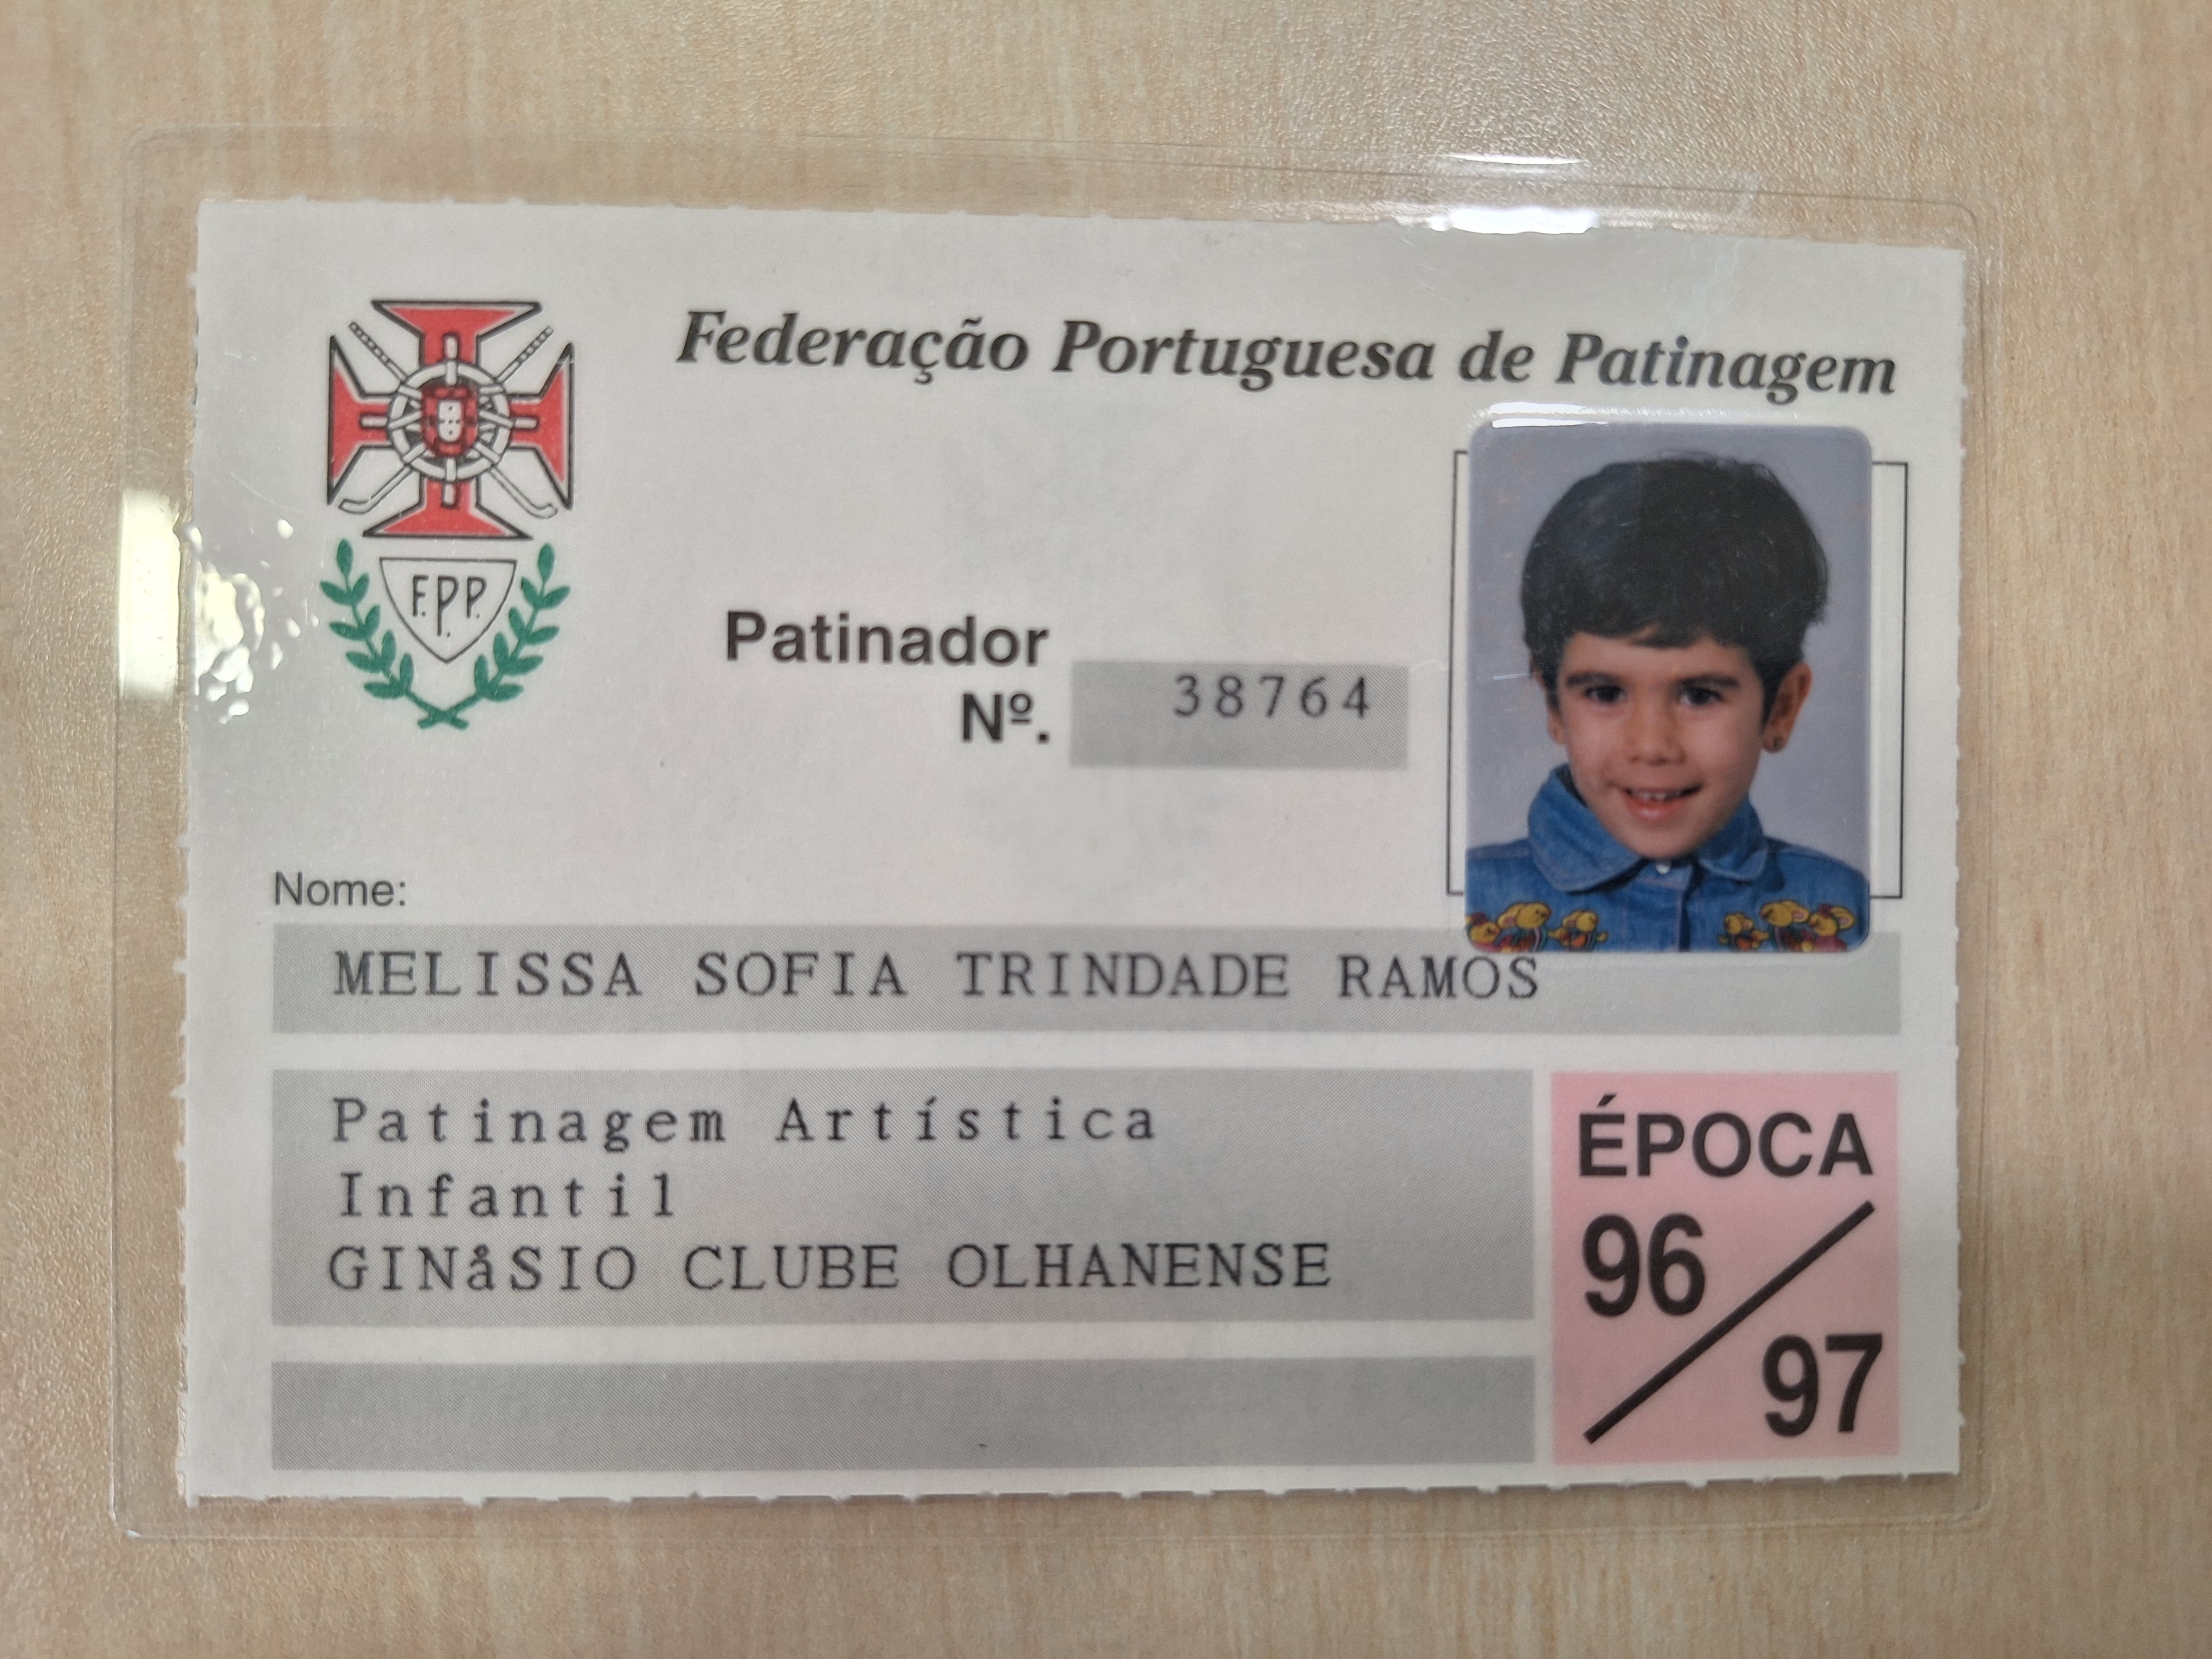 Federação Portuguesa de Patinagem
F.P.P.
Patinador
Nº. 38764
Nome:
MELISSA SOFIA TRINDADE RAMOS
Patinagem Artística
Infantil
GINåSIO CLUBE OLHANENSE
ÉPOCA
96/97